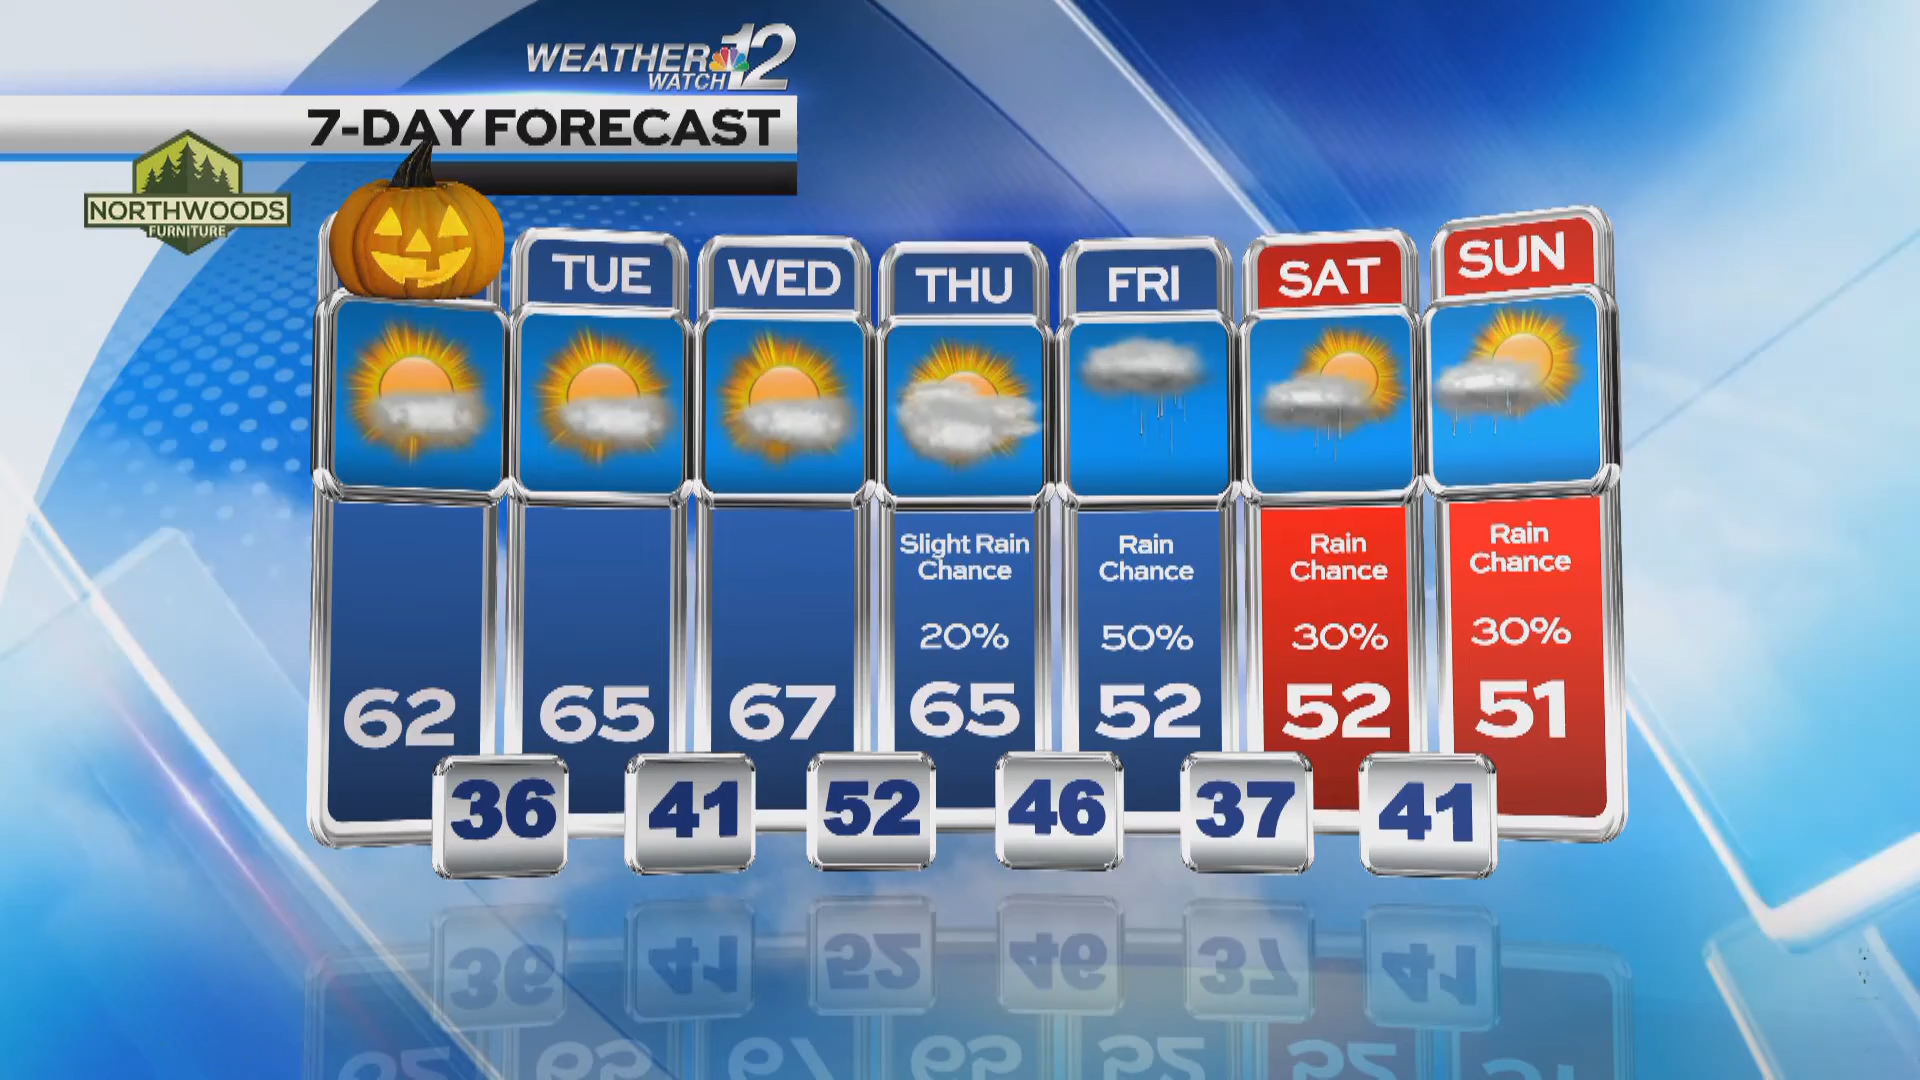 WEATHER 12
WATCH
7-DAY FORECAST
NORTHWOODS
FURNITURE
TUE WED THU FRI SAT SUN
Slight Rain Chance
Rain Chance
Rain Chance
Rain Chance
20% 50% 30% 30%
62 65 67 65 52 52 51
36 41 52 46 37 41